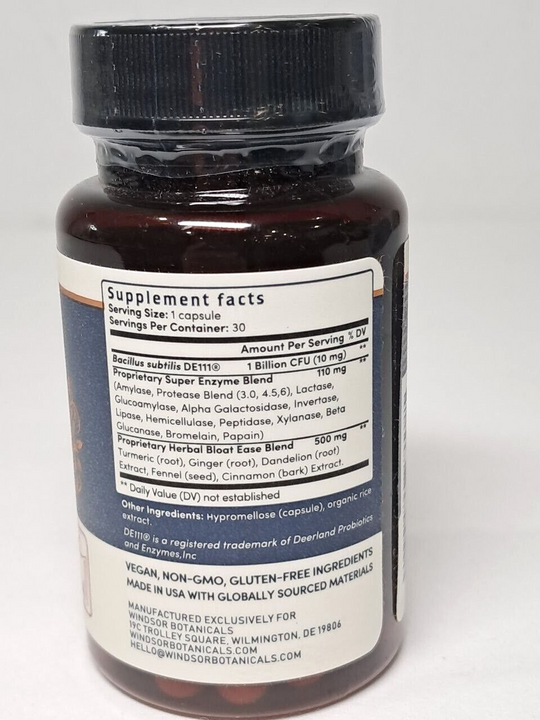 Supplement facts
Serving Size: 1 capsule
Servings Per Container: 30
Amount Per Serving % DV
Bacillus subtilis DE111® 1 Billion CFU (10 mg) **
Proprietary Super Enzyme Blend 110 mg **
(Amylase, Protease Blend (3.0, 4.5,6), Lactase,
Glucoamylase, Alpha Galactosidase, Invertase,
Lipase, Hemicellulase, Peptidase, Xylanase, Beta
Glucanase, Bromelain, Papain)
Proprietary Herbal Bloat Ease Blend 500 mg **
Turmeric (root), Ginger (root), Dandelion (root)
Extract, Fennel (seed), Cinnamon (bark) Extract.
** Daily Value (DV) not established
Other Ingredients: Hypromellose (capsule), organic rice
extract.
DE111® is a registered trademark of Deerland Probiotics
and Enzymes,Inc
VEGAN, NON-GMO, GLUTEN-FREE INGREDIENTS
MADE IN USA WITH GLOBALLY SOURCED MATERIALS
MANUFACTURED EXCLUSIVELY FOR
WINDSOR BOTANICALS
19C TROLLEY SQUARE, WILMINGTON, DE 19806
WINDSORBOTANICALS.COM
HELLO@WINDSORBOTANICALS.COM